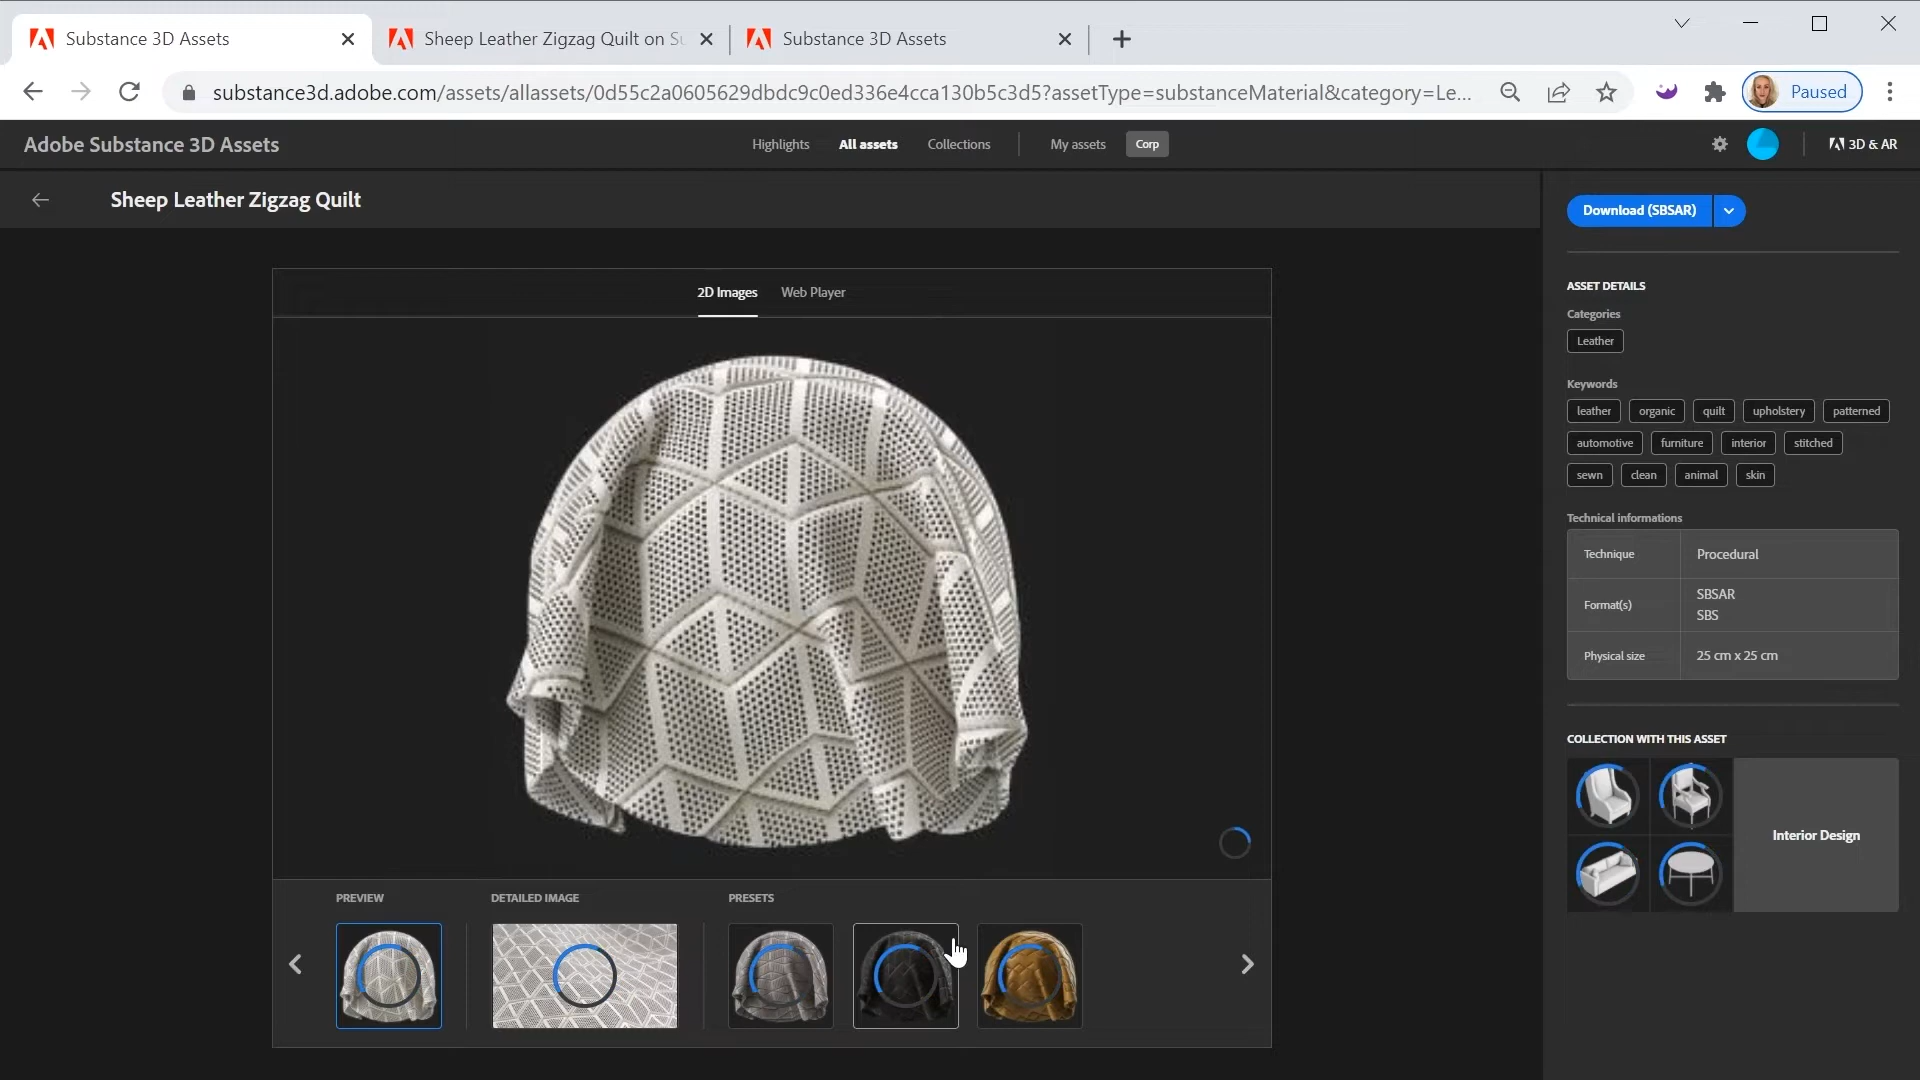 Substance 3D Assets
Sheep Leather Zigzag Quilt on Su
Substance 3D Assets
substance3d.adobe.com/assets/allassets/0d55c2a0605629dbdc9c0ed336e4cca130b5c3d5?assetType=substanceMaterial&category=Le...
Paused
Adobe Substance 3D Assets
Highlights
All assets
Collections
My assets
Corp
3D & AR
Sheep Leather Zigzag Quilt
Download (SBSAR)
2D Images
Web Player
ASSET DETAILS
Categories
Leather
Keywords
leather organic quilt upholstery patterned
automotive furniture interior stitched
sewn clean animal skin
Technical informations
Technique Procedural
Format(s) SBSAR
SBS
Physical size 25 cm x 25 cm
COLLECTION WITH THIS ASSET
Interior Design
PREVIEW
DETAILED IMAGE
PRESETS